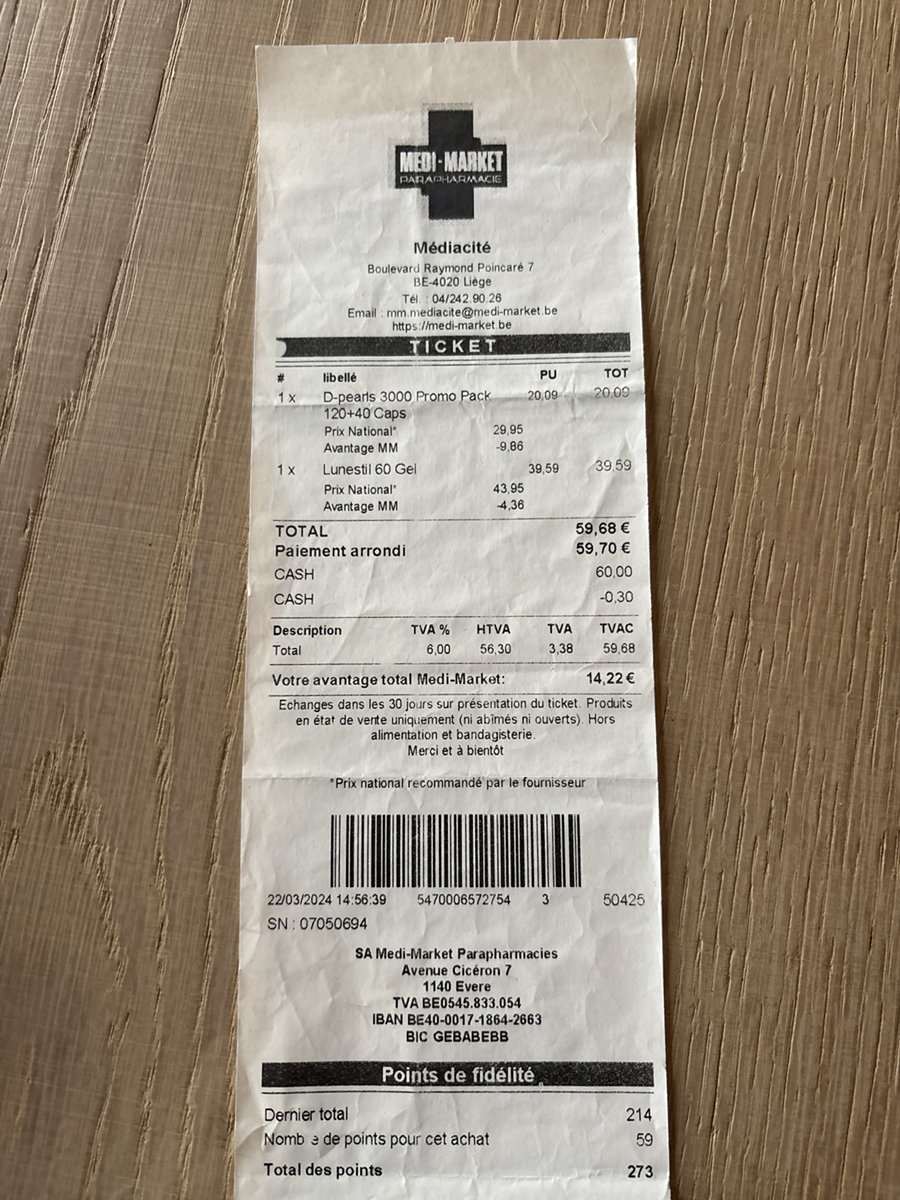 MEDI-MARKET
PARAPHARMACIE
Médiacité
Boulevard Raymond Poincaré 7
BE-4020 Liège
Tél. : 04/242.90.26
Email : mm.mediacite@medi-market.be
https://medi-market.be
TICKET
# libellé PU TOT
1 x D-pearls 3000 Promo Pack 20,09 20,09
120+40 Caps
Prix National* 29,95
Avantage MM -9,86
1 x Lunestil 60 Gel 39,59 39,59
Prix National* 43,95
Avantage MM -4,36
TOTAL 59,68 €
Paiement arrondi 59,70 €
CASH 60,00
CASH -0,30
Description TVA % HTVA TVA TVAC
Total 6,00 56,30 3,38 59,68
Votre avantage total Medi-Market: 14,22 €
Echanges dans les 30 jours sur présentation du ticket. Produits
en état de vente uniquement (ni abîmés ni ouverts). Hors
alimentation et bandagisterie.
Merci et à bientôt
*Prix national recommandé par le fournisseur
22/03/2024 14:56:39 5470006572754 3 50425
SN : 07050694
SA Medi-Market Parapharmacies
Avenue Cicéron 7
1140 Evere
TVA BE0545.833.054
IBAN BE40-0017-1864-2663
BIC GEBABEBB
Points de fidélité
Dernier total 214
Nomb e de points pour cet achat 59
Total des points 273